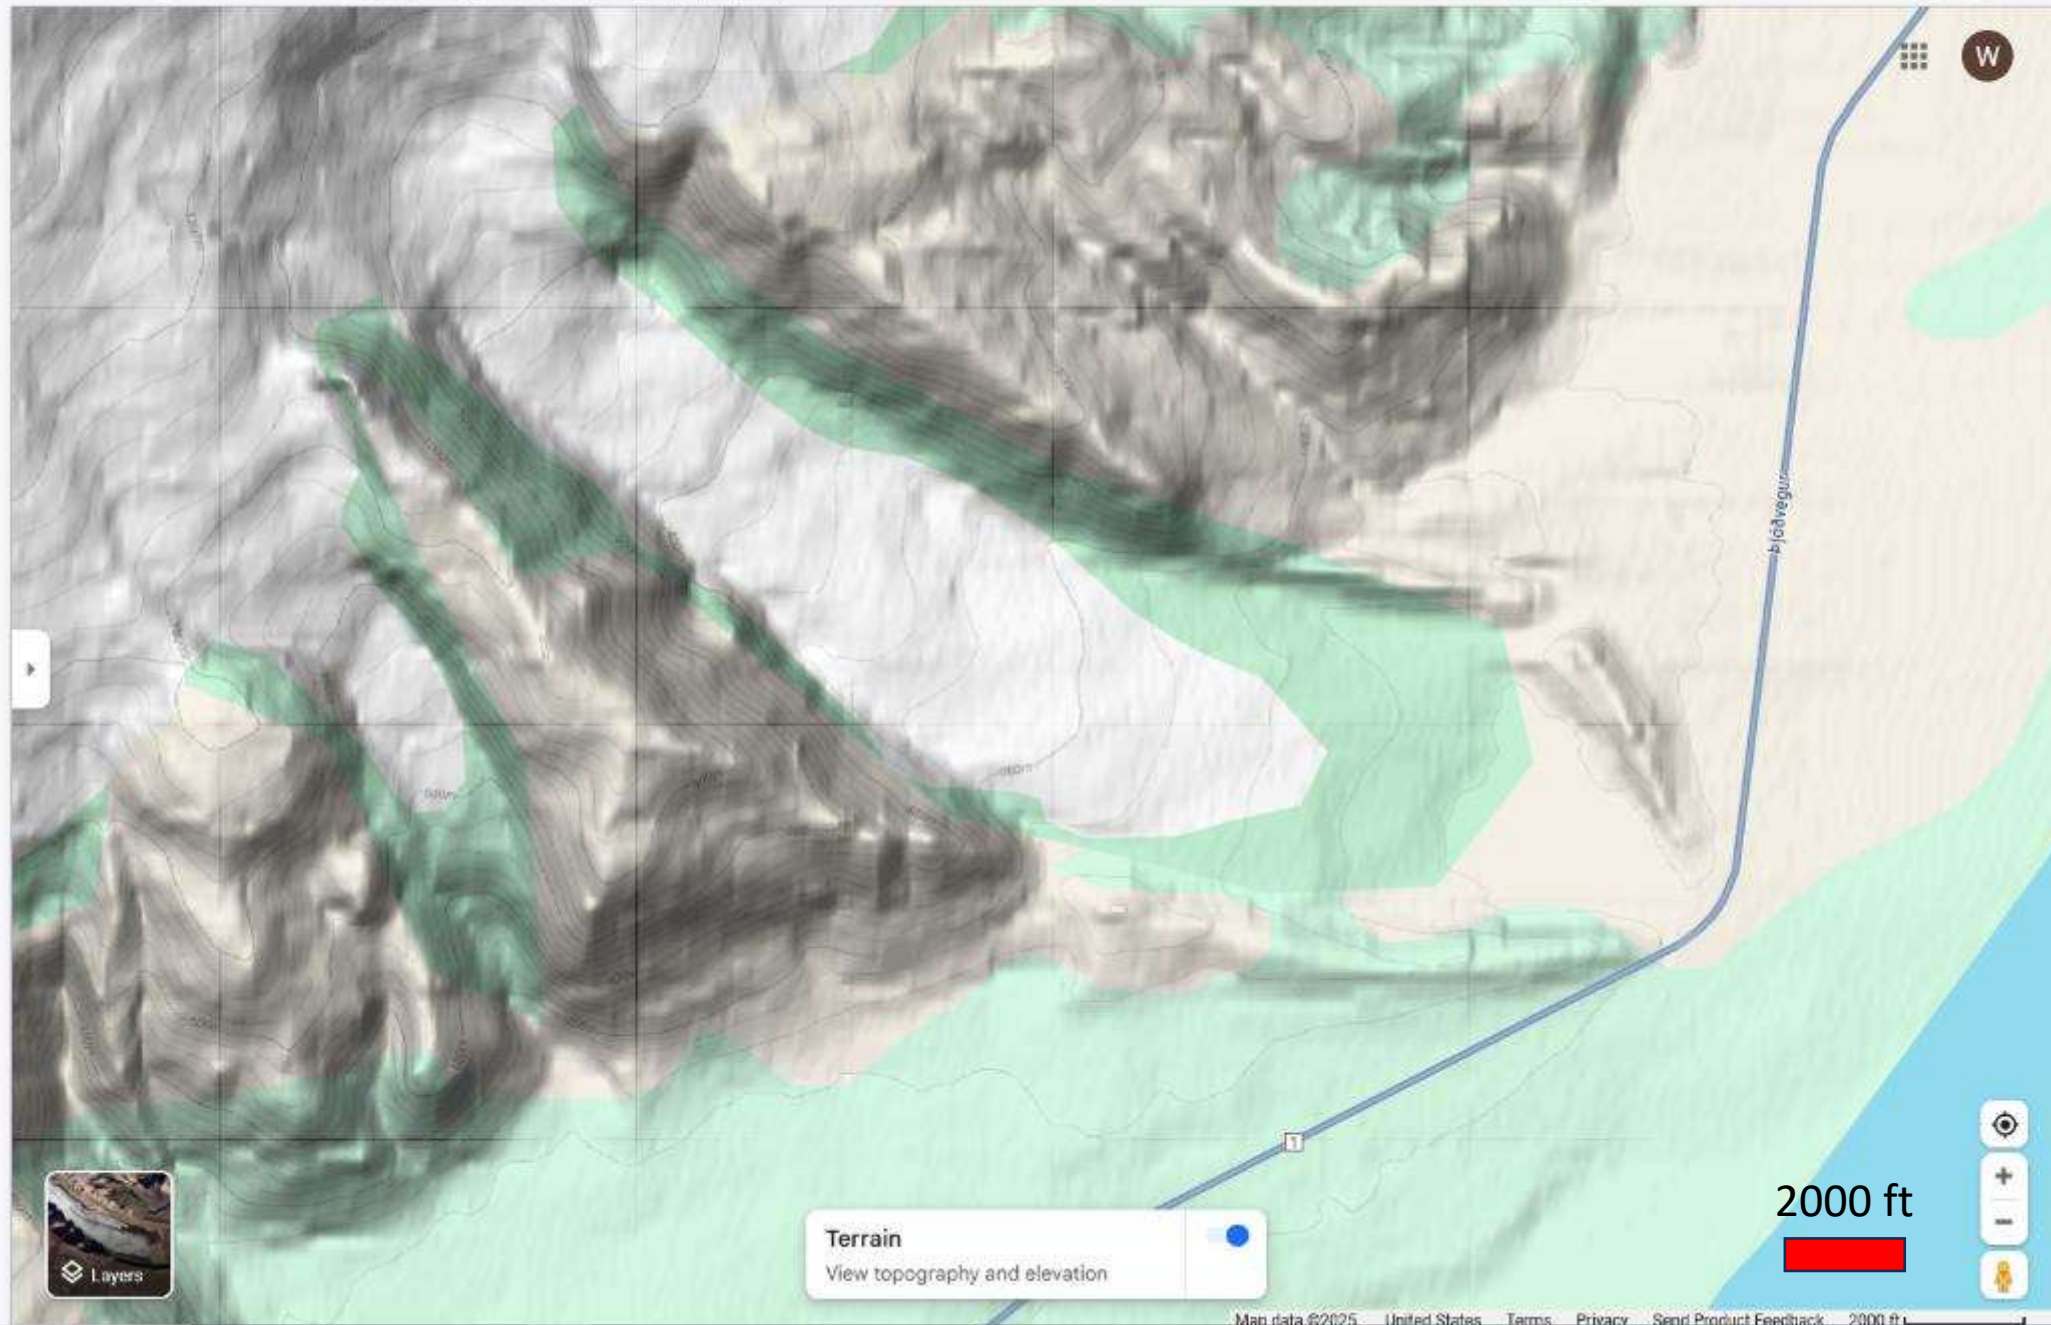 W
Þjóðvegur
1
2000 ft
Terrain
View topography and elevation
Layers
Map data ©2025 United States Terms Privacy Send Product Feedback 2000 ft